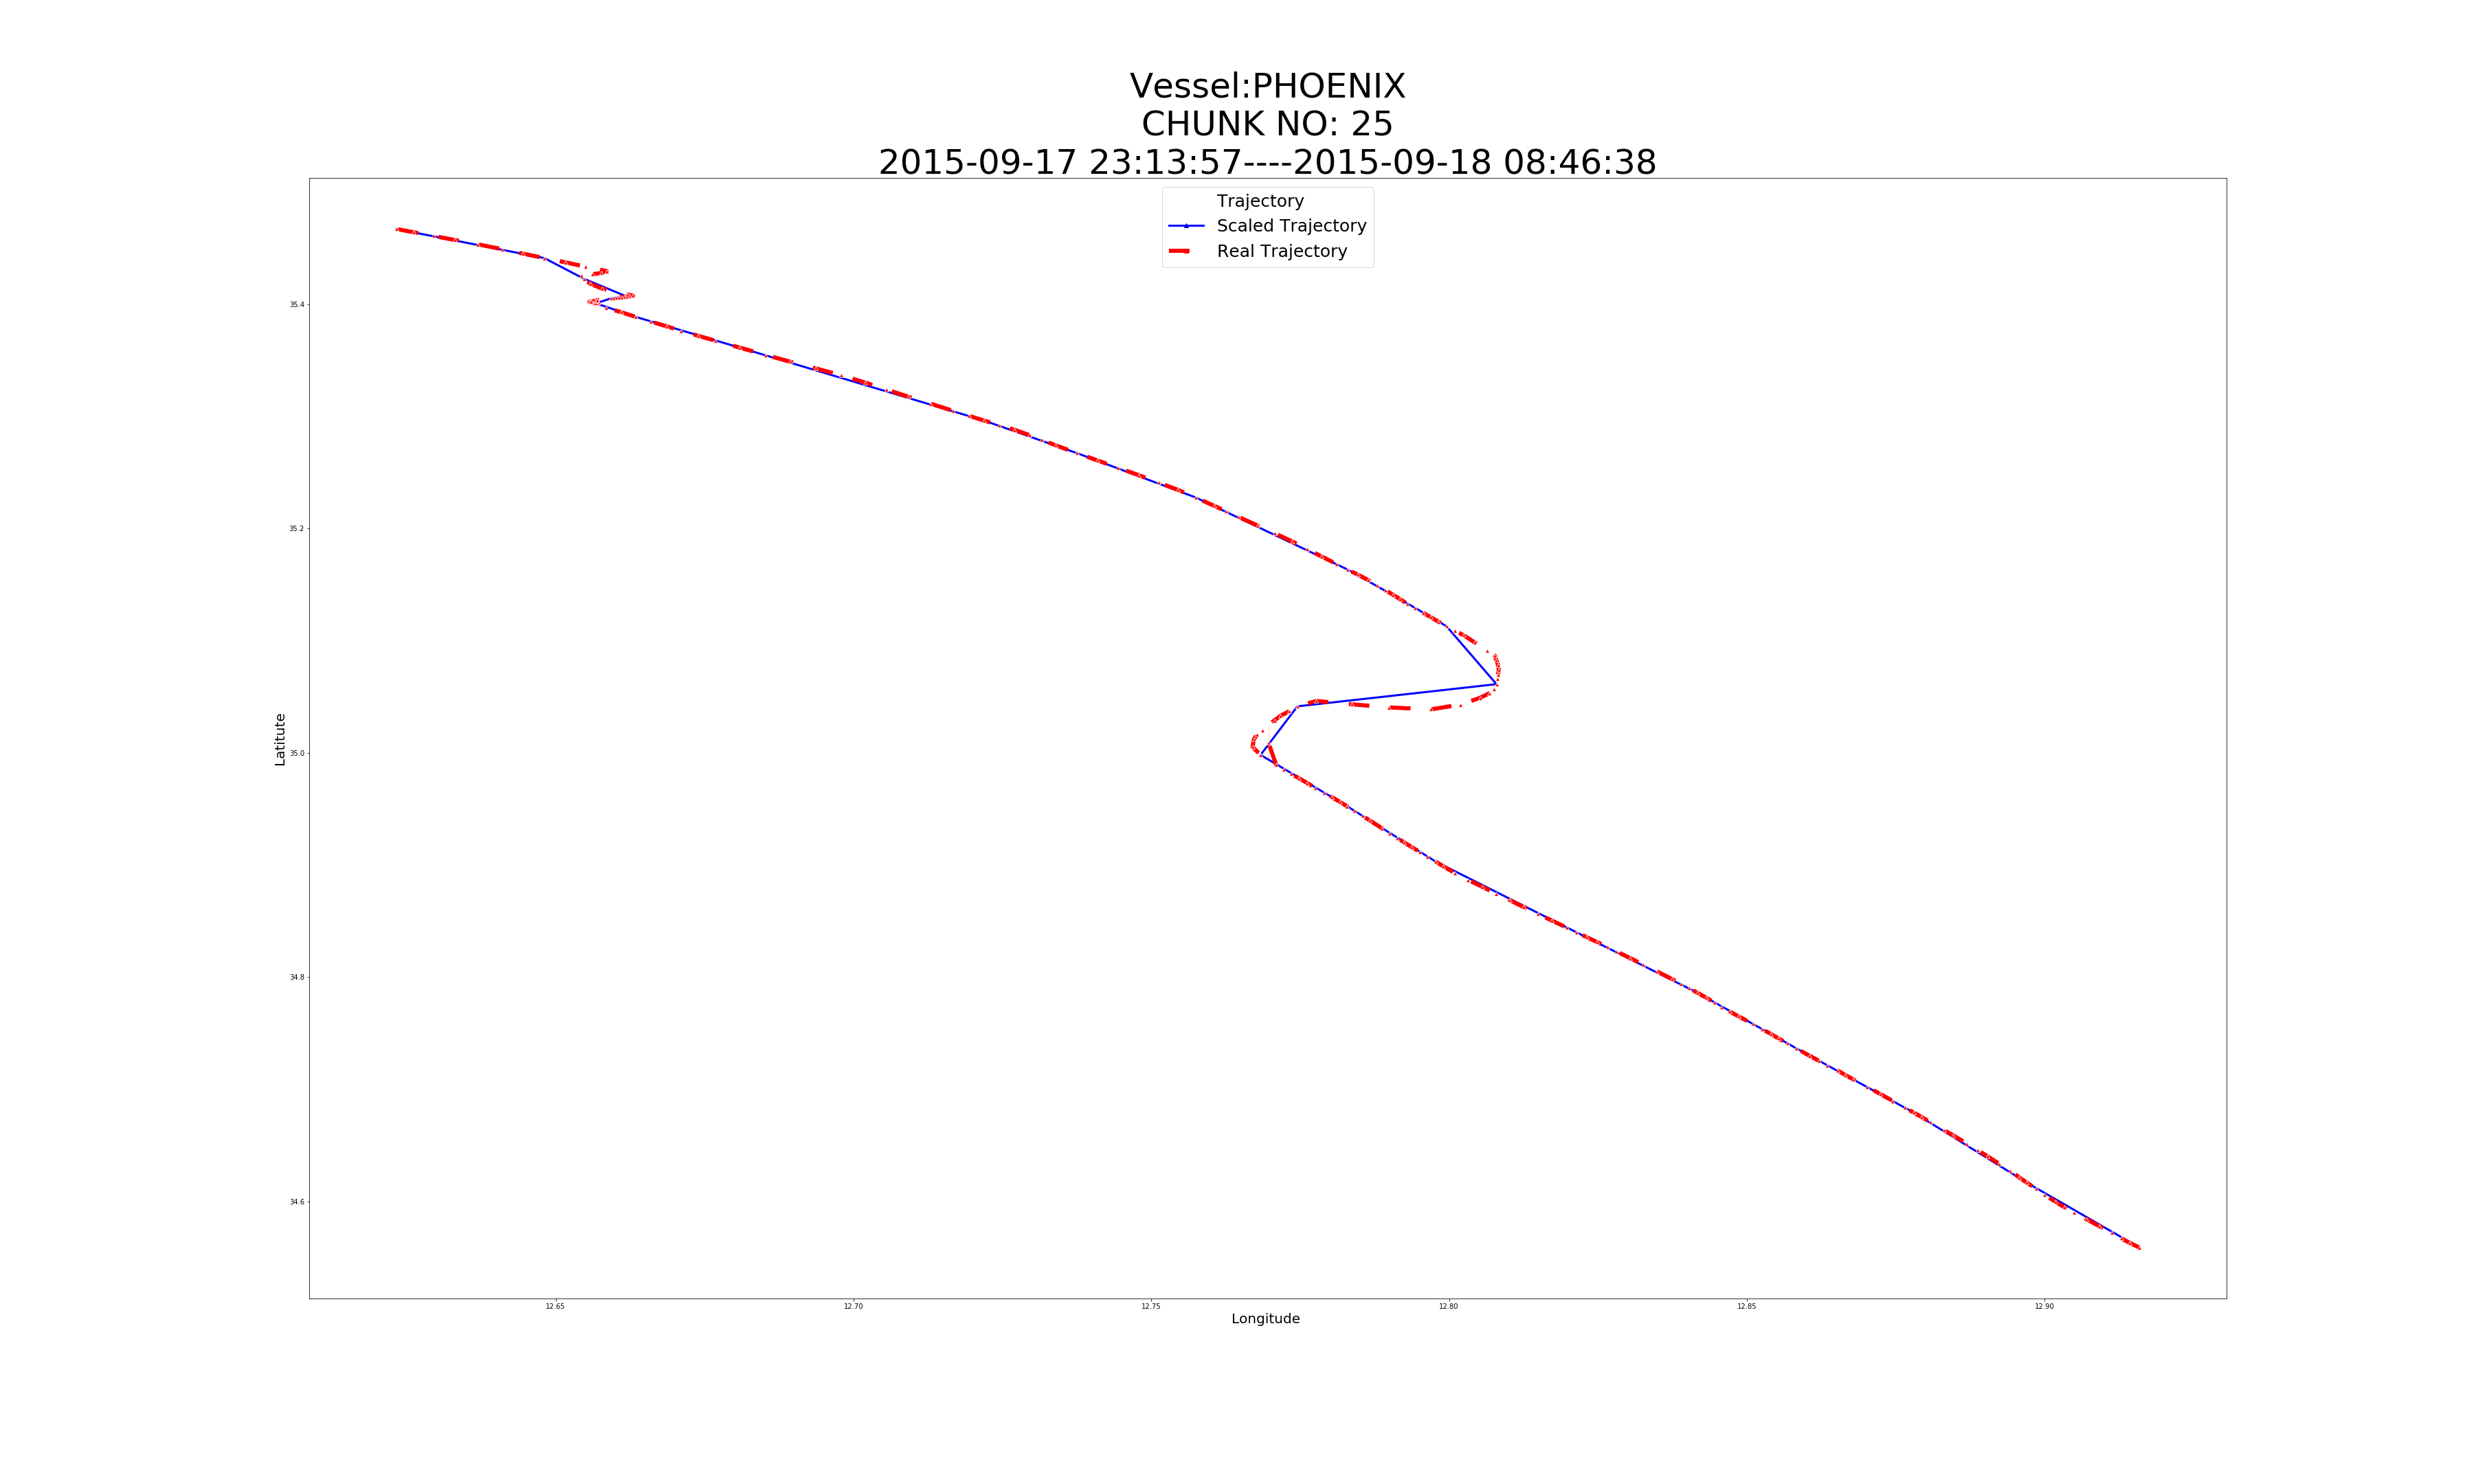 Vessel:PHOENIX
CHUNK NO: 25
2015-09-17 23:13:57----2015-09-18 08:46:38
Trajectory
Scaled Trajectory
Real Trajectory
35.4
35.2
35.0
34.8
34.6
Latitute
12.65 12.70 12.75 12.80 12.85 12.90
Longitude